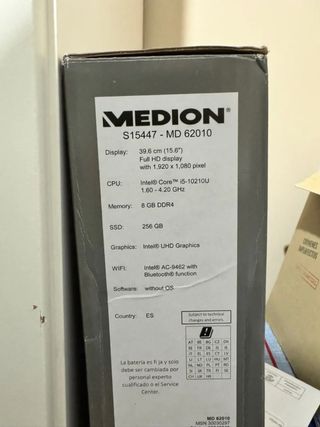 MEDION®
S15447 - MD 62010
Display: 39.6 cm (15.6")
Full HD display
with 1,920 x 1,080 pixel
CPU: Intel® Core™ i5-10210U
1.60 - 4.20 GHz
Memory: 8 GB DDR4
SSD: 256 GB
Graphics: Intel® UHD Graphics
WIFI: Intel® AC-9462 with
Bluetooth® function
Software: without OS
Country: ES
Subject to technical
changes and errors.
La batería es fija y solo
debe ser cambiada por
personal experto
cualificado o el Service
Center.
MD 62010
MSN 30030297